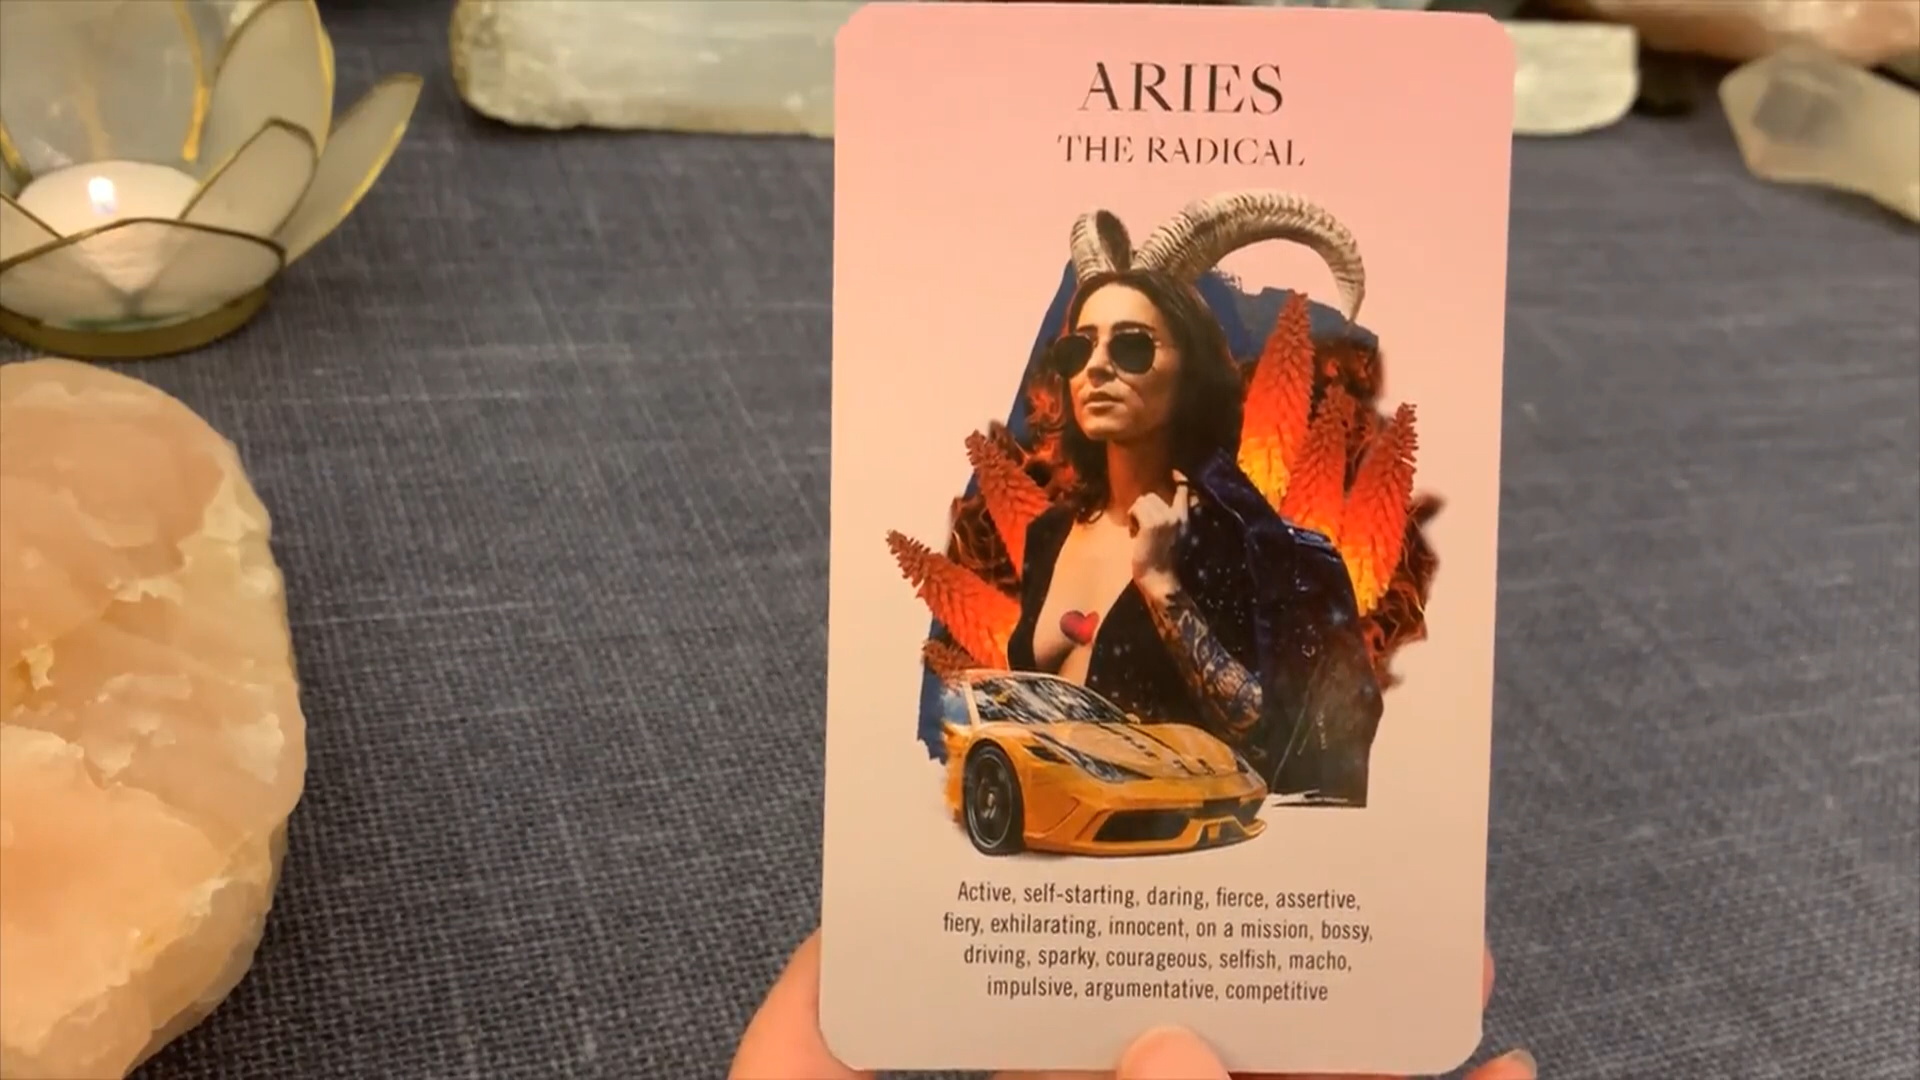 ARIES
THE RADICAL
Active, self-starting, daring, fierce, assertive,
fiery, exhilarating, innocent, on a mission, bossy,
driving, sparky, courageous, selfish, macho,
impulsive, argumentative, competitive